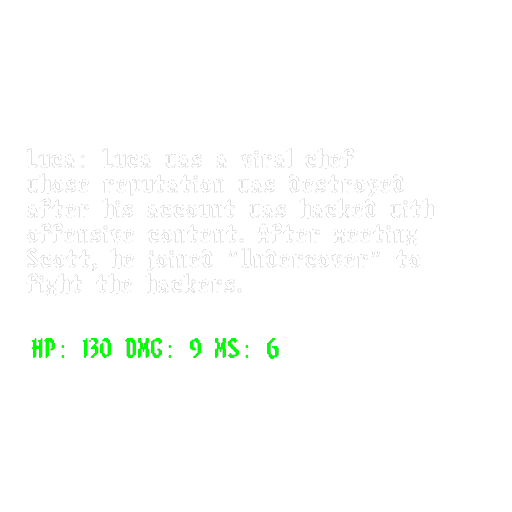 Luca: Luca was a viral chef
whose reputation was destroyed
after his account was hacked with
offensive content. After meeting
Scott, he joined "Undercover" to
fight the hackers.
HP: 130 DMG: 9 MS: 6